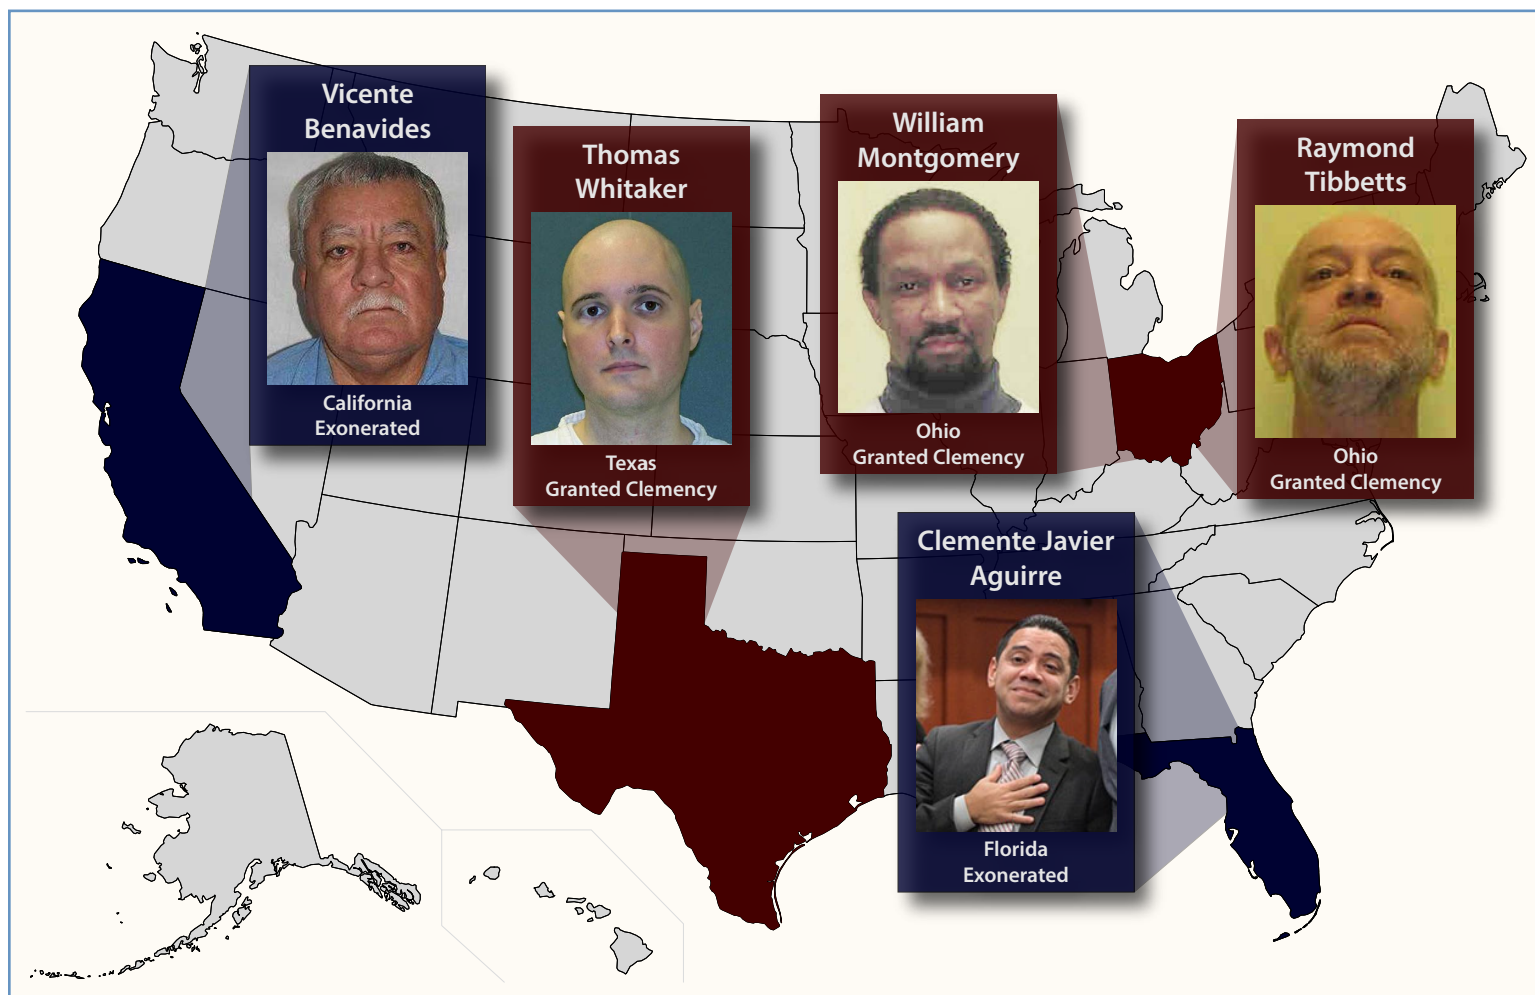 Vicente
Benavides
California
Exonerated
Thomas
Whitaker
Texas
Granted Clemency
William
Montgomery
Ohio
Granted Clemency
Raymond
Tibbetts
Ohio
Granted Clemency
Clemente Javier
Aguirre
Florida
Exonerated